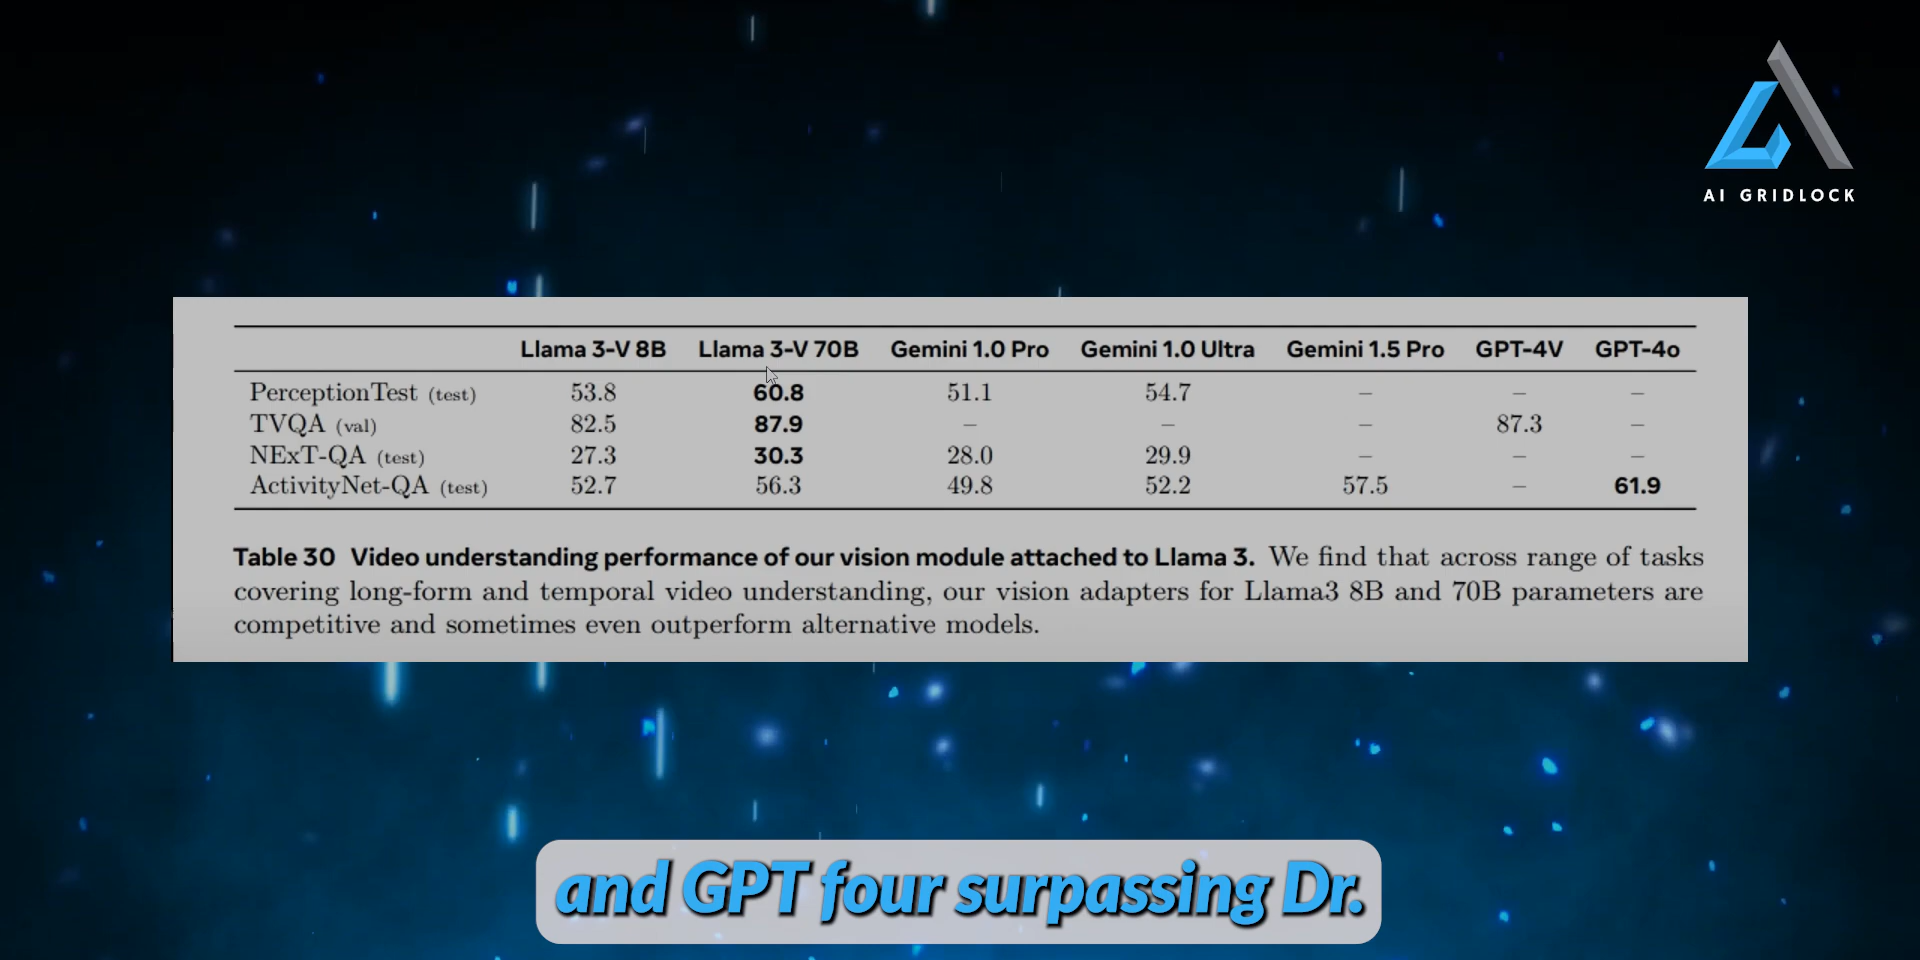 AI GRIDLOCK
Llama 3-V 8B Llama 3-V 70B Gemini 1.0 Pro Gemini 1.0 Ultra Gemini 1.5 Pro GPT-4V GPT-4o
PerceptionTest (test) 53.8 60.8 51.1 54.7 – – –
TVQA (val) 82.5 87.9 – – – 87.3 –
NExT-QA (test) 27.3 30.3 28.0 29.9 – – –
ActivityNet-QA (test) 52.7 56.3 49.8 52.2 57.5 – 61.9
Table 30 Video understanding performance of our vision module attached to Llama 3. We find that across range of tasks
covering long-form and temporal video understanding, our vision adapters for Llama3 8B and 70B parameters are
competitive and sometimes even outperform alternative models.
and GPT four surpassing Dr.